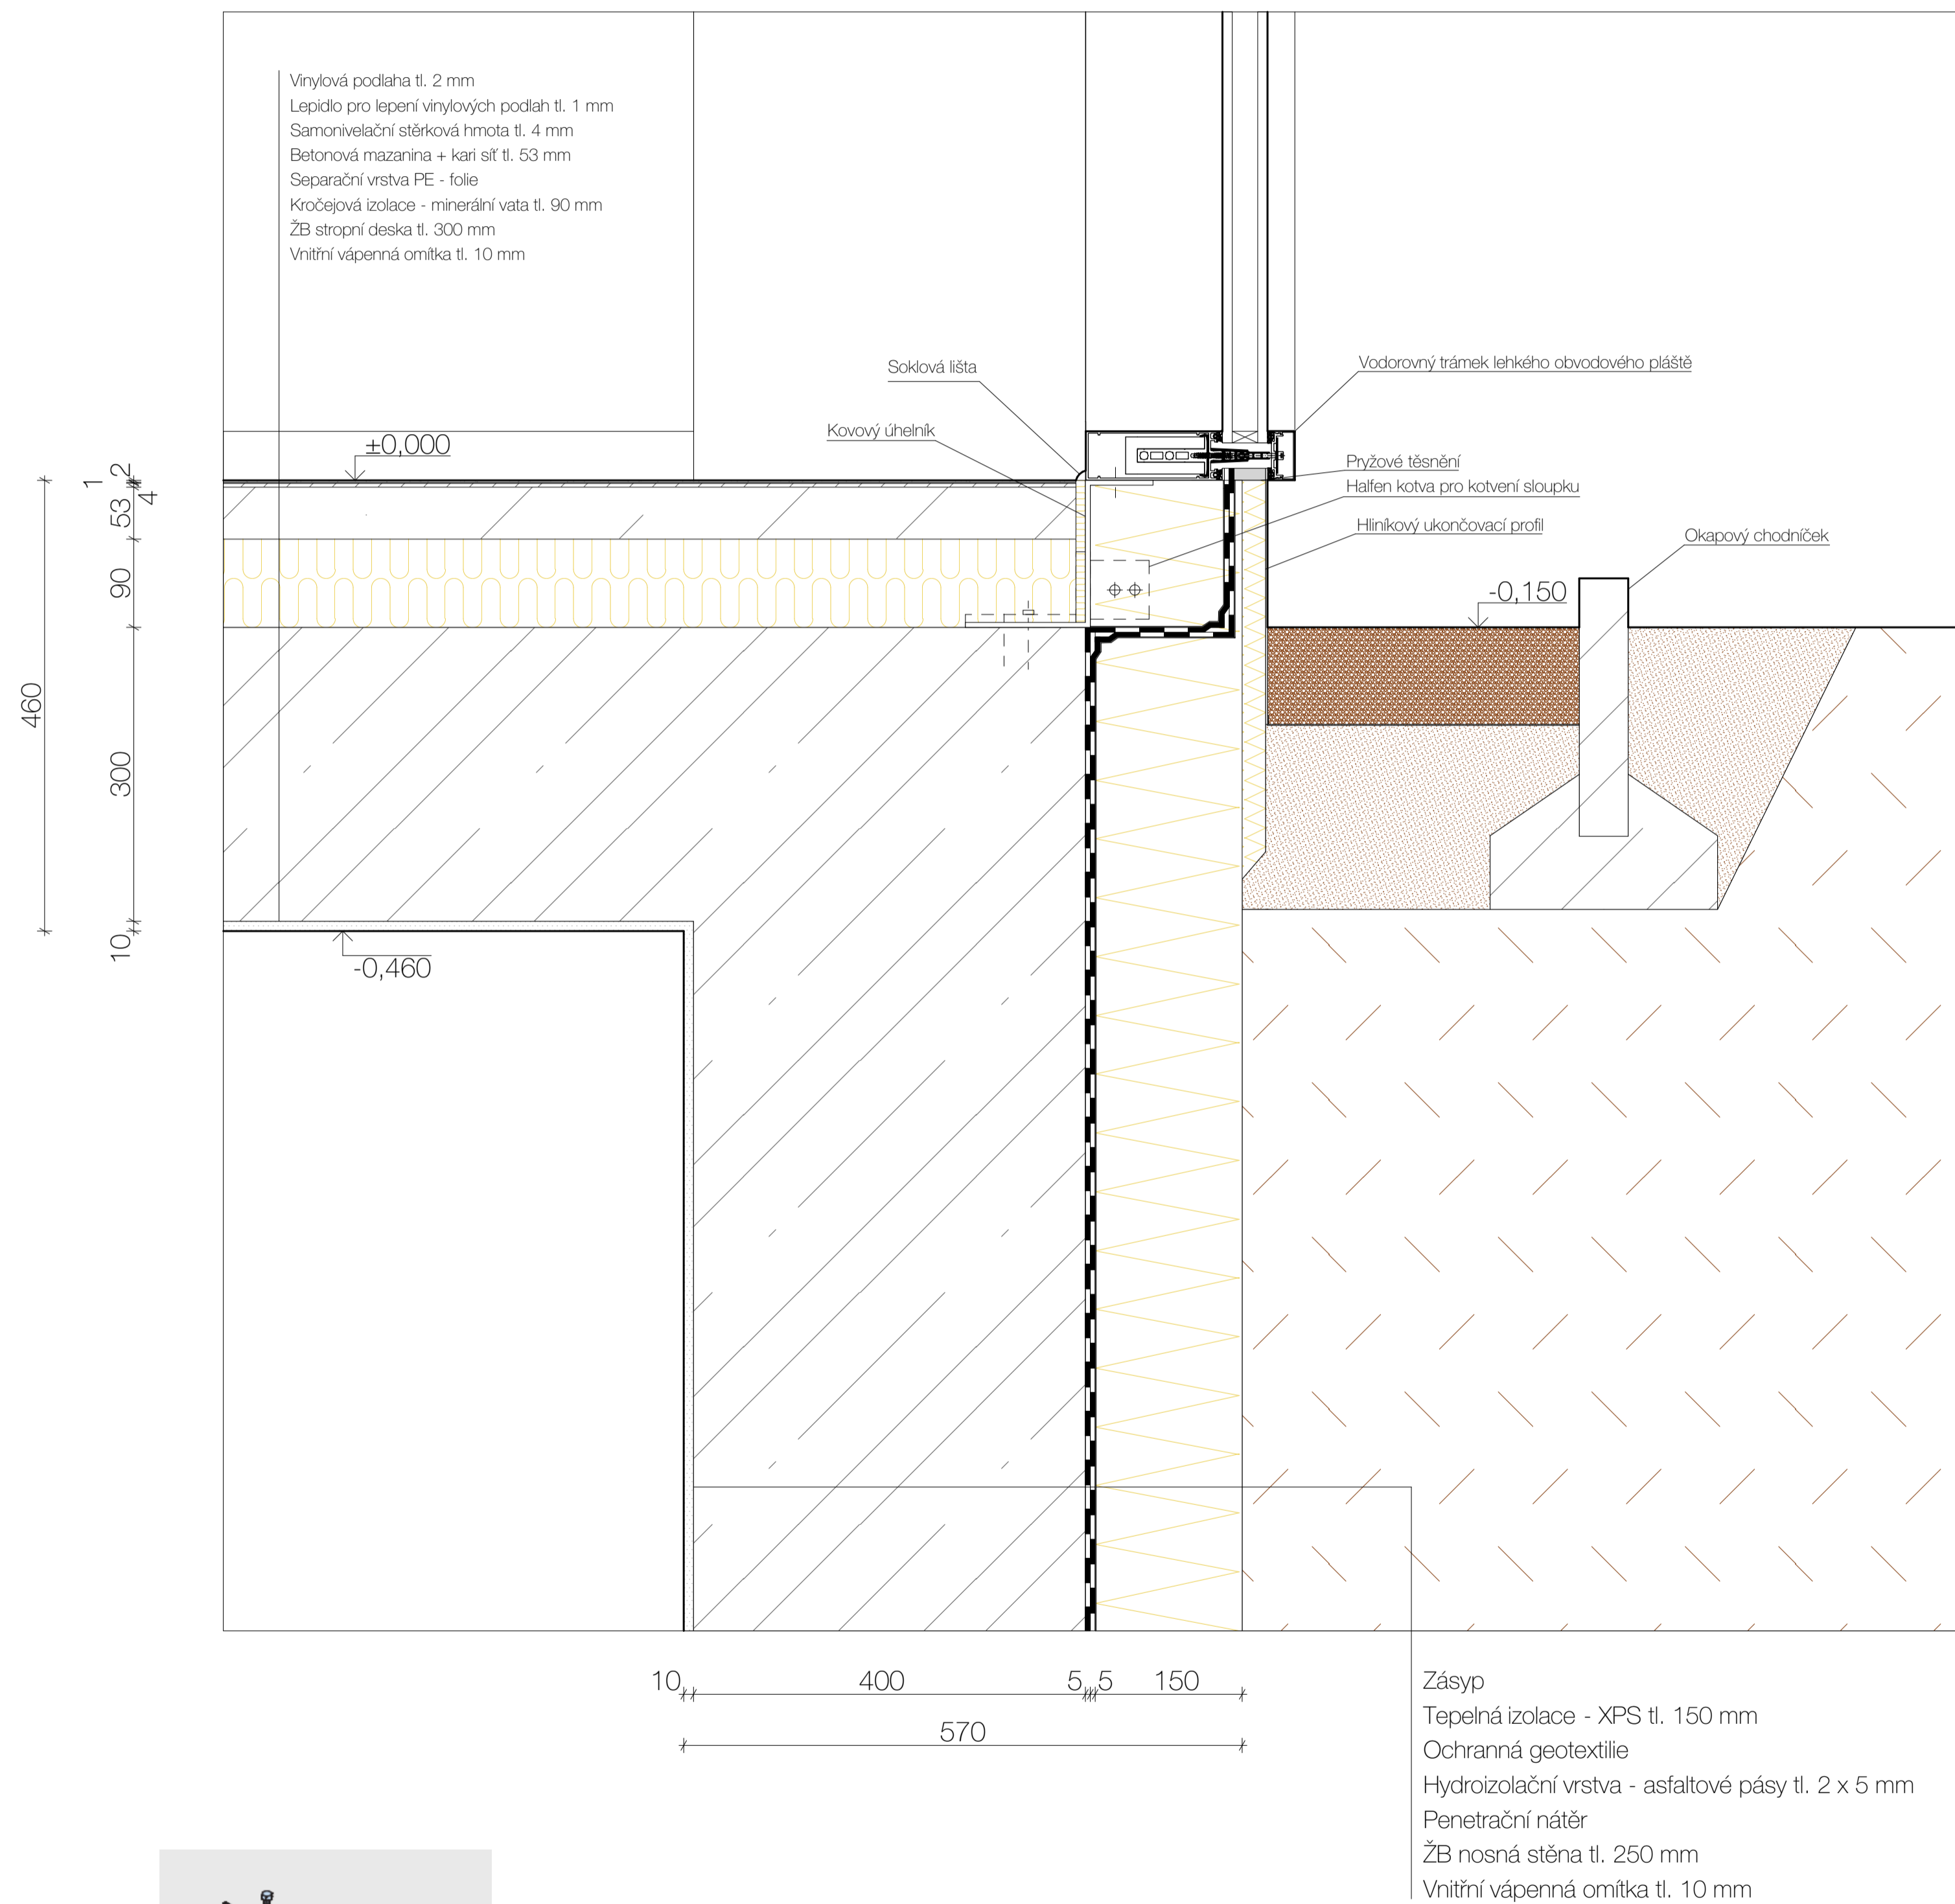 Vinylová podlaha tl. 2 mm
Lepidlo pro lepení vinylových podlah tl. 1 mm
Samonivelační stěrková hmota tl. 4 mm
Betonová mazanina + kari síť tl. 53 mm
Separační vrstva PE - folie
Kročejová izolace - minerální vata tl. 90 mm
ŽB stropní deska tl. 300 mm
Vnitřní vápenná omítka tl. 10 mm
Soklová lišta
Vodorovný trámek lehkého obvodového pláště
Kovový úhelník
±0,000
Pryžové těsnění
Halfen kotva pro kotvení sloupku
Hliníkový ukončovací profil
Okapový chodníček
-0,150
1
2
4
53
90
460
300
10
-0,460
10
400
5
5
150
570
Zásyp
Tepelná izolace - XPS tl. 150 mm
Ochranná geotextilie
Hydroizolační vrstva - asfaltové pásy tl. 2 x 5 mm
Penetrační nátěr
ŽB nosná stěna tl. 250 mm
Vnitřní vápenná omítka tl. 10 mm